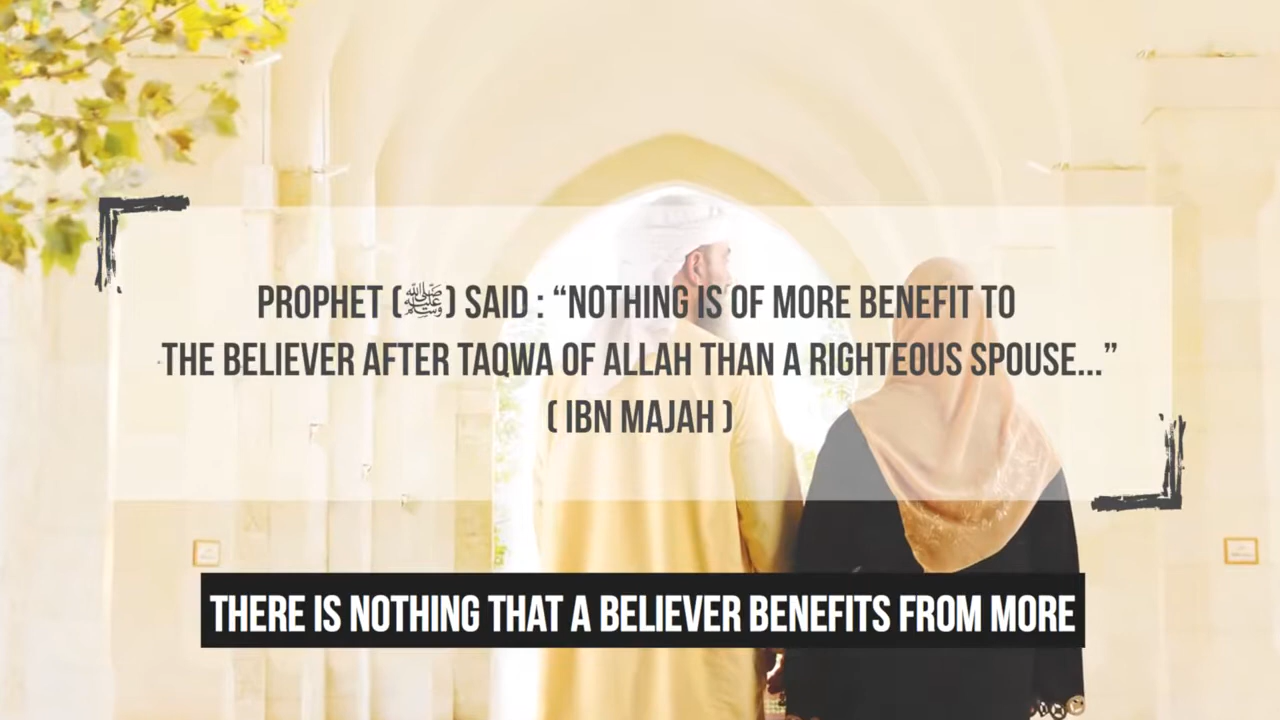 PROPHET (ﷺ) SAID : “NOTHING IS OF MORE BENEFIT TO
THE BELIEVER AFTER TAQWA OF ALLAH THAN A RIGHTEOUS SPOUSE...”
( IBN MAJAH )
THERE IS NOTHING THAT A BELIEVER BENEFITS FROM MORE